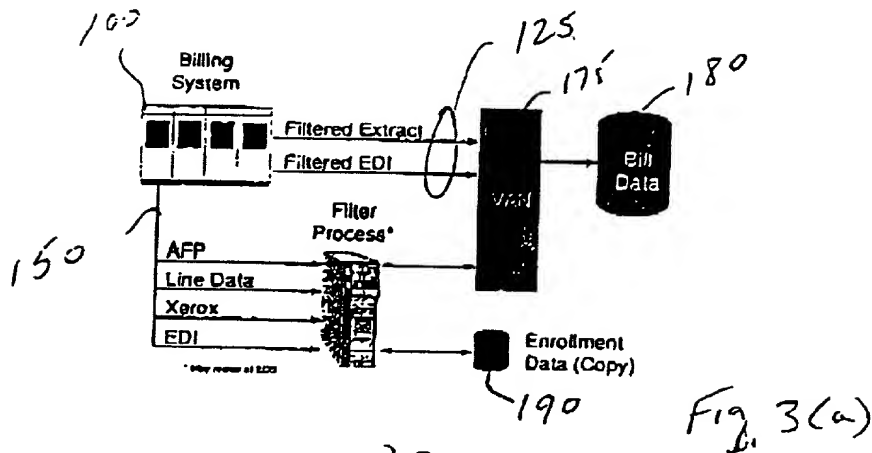 100
125
Billing
System
175
180
Filtered Extract
Filtered EDI
VAN
Bill
Data
Filter
Process*
150
AFP
Line Data
Xerox
EDI
Enrollment
Data (Copy)
190
Fig. 3(a)